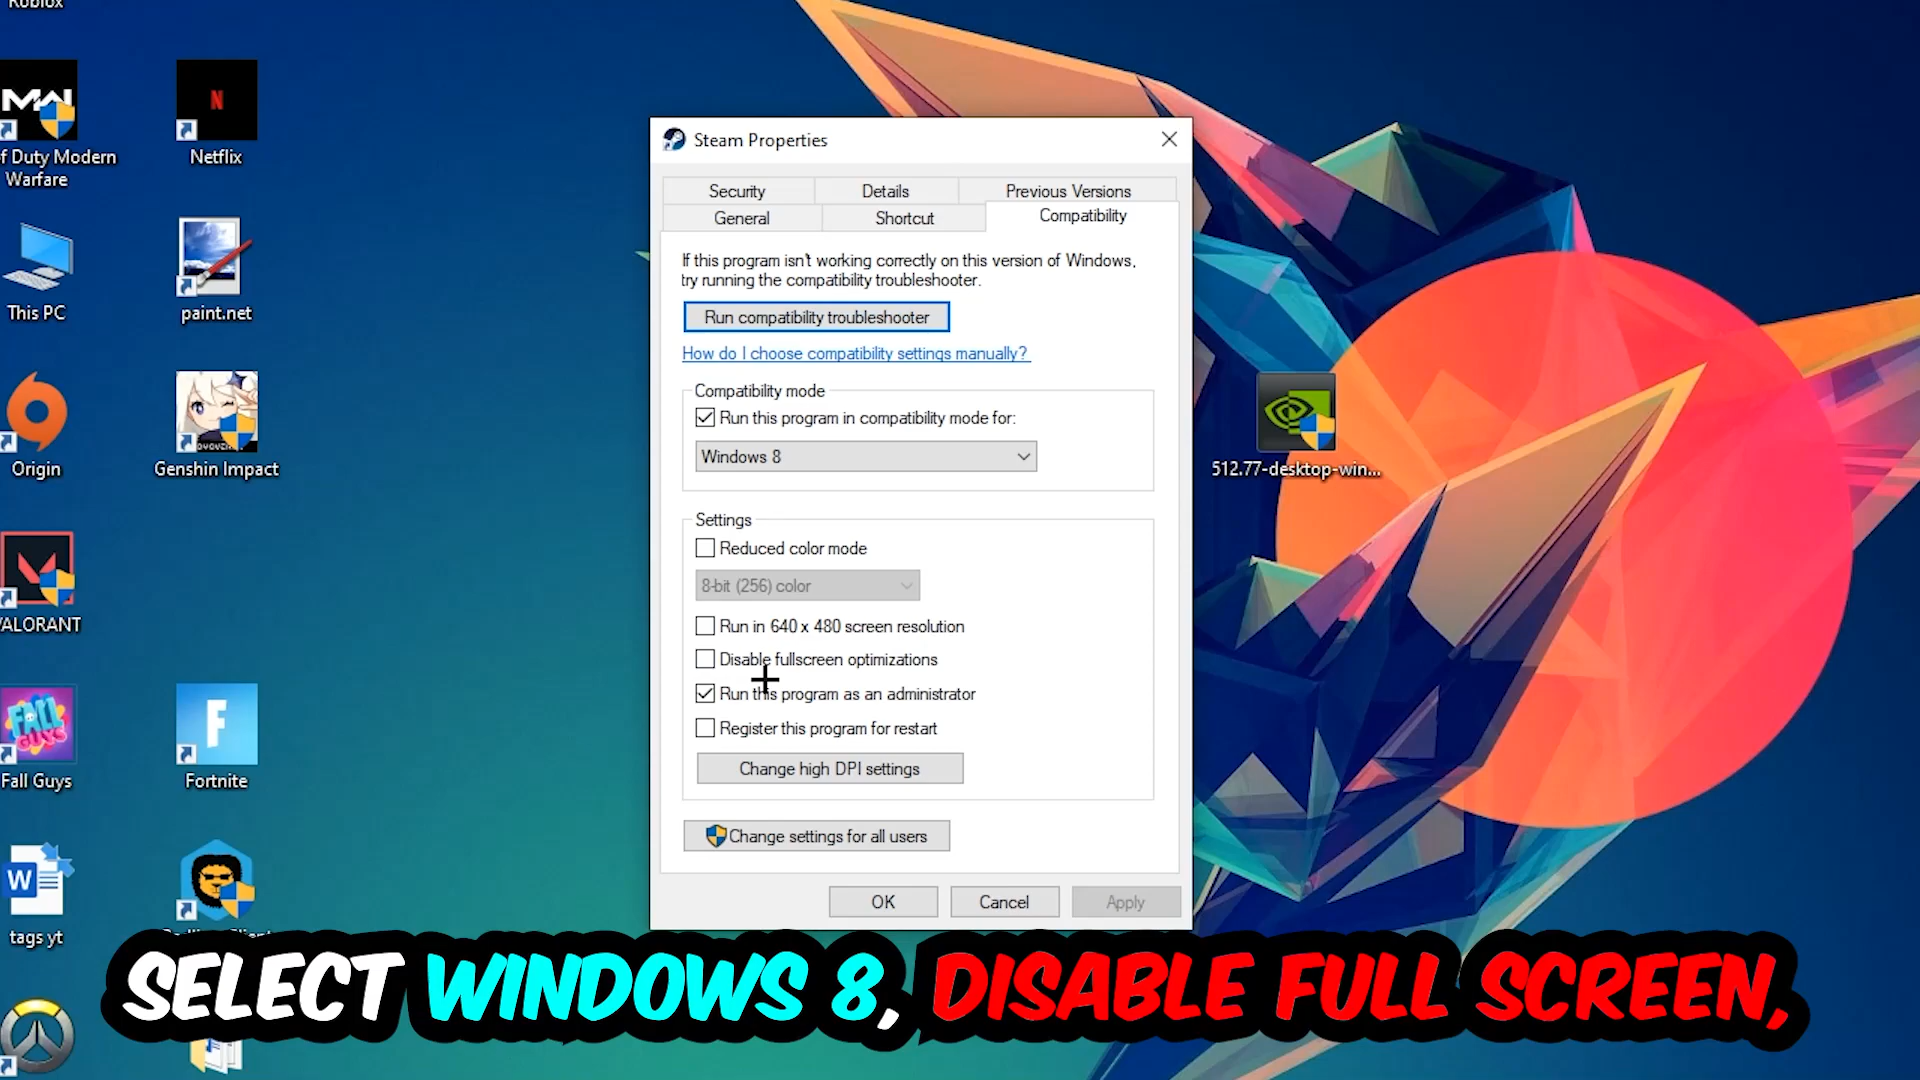 Roblox
MW
N
f Duty Modern
Warfare
Netflix
This PC
paint.net
Origin
Genshin Impact
VALORANT
FALL
GUYS
F
Fall Guys
Fortnite
W
tags yt
Steam Properties
Security
Details
Previous Versions
General
Shortcut
Compatibility
If this program isn't working correctly on this version of Windows,
try running the compatibility troubleshooter.
Run compatibility troubleshooter
How do I choose compatibility settings manually?
Compatibility mode
Run this program in compatibility mode for:
Windows 8
Settings
Reduced color mode
8-bit (256) color
Run in 640 x 480 screen resolution
Disable fullscreen optimizations
Run this program as an administrator
Register this program for restart
Change high DPI settings
Change settings for all users
OK
Cancel
Apply
512.77-desktop-win...
SELECT WINDOWS 8, DISABLE FULL SCREEN,